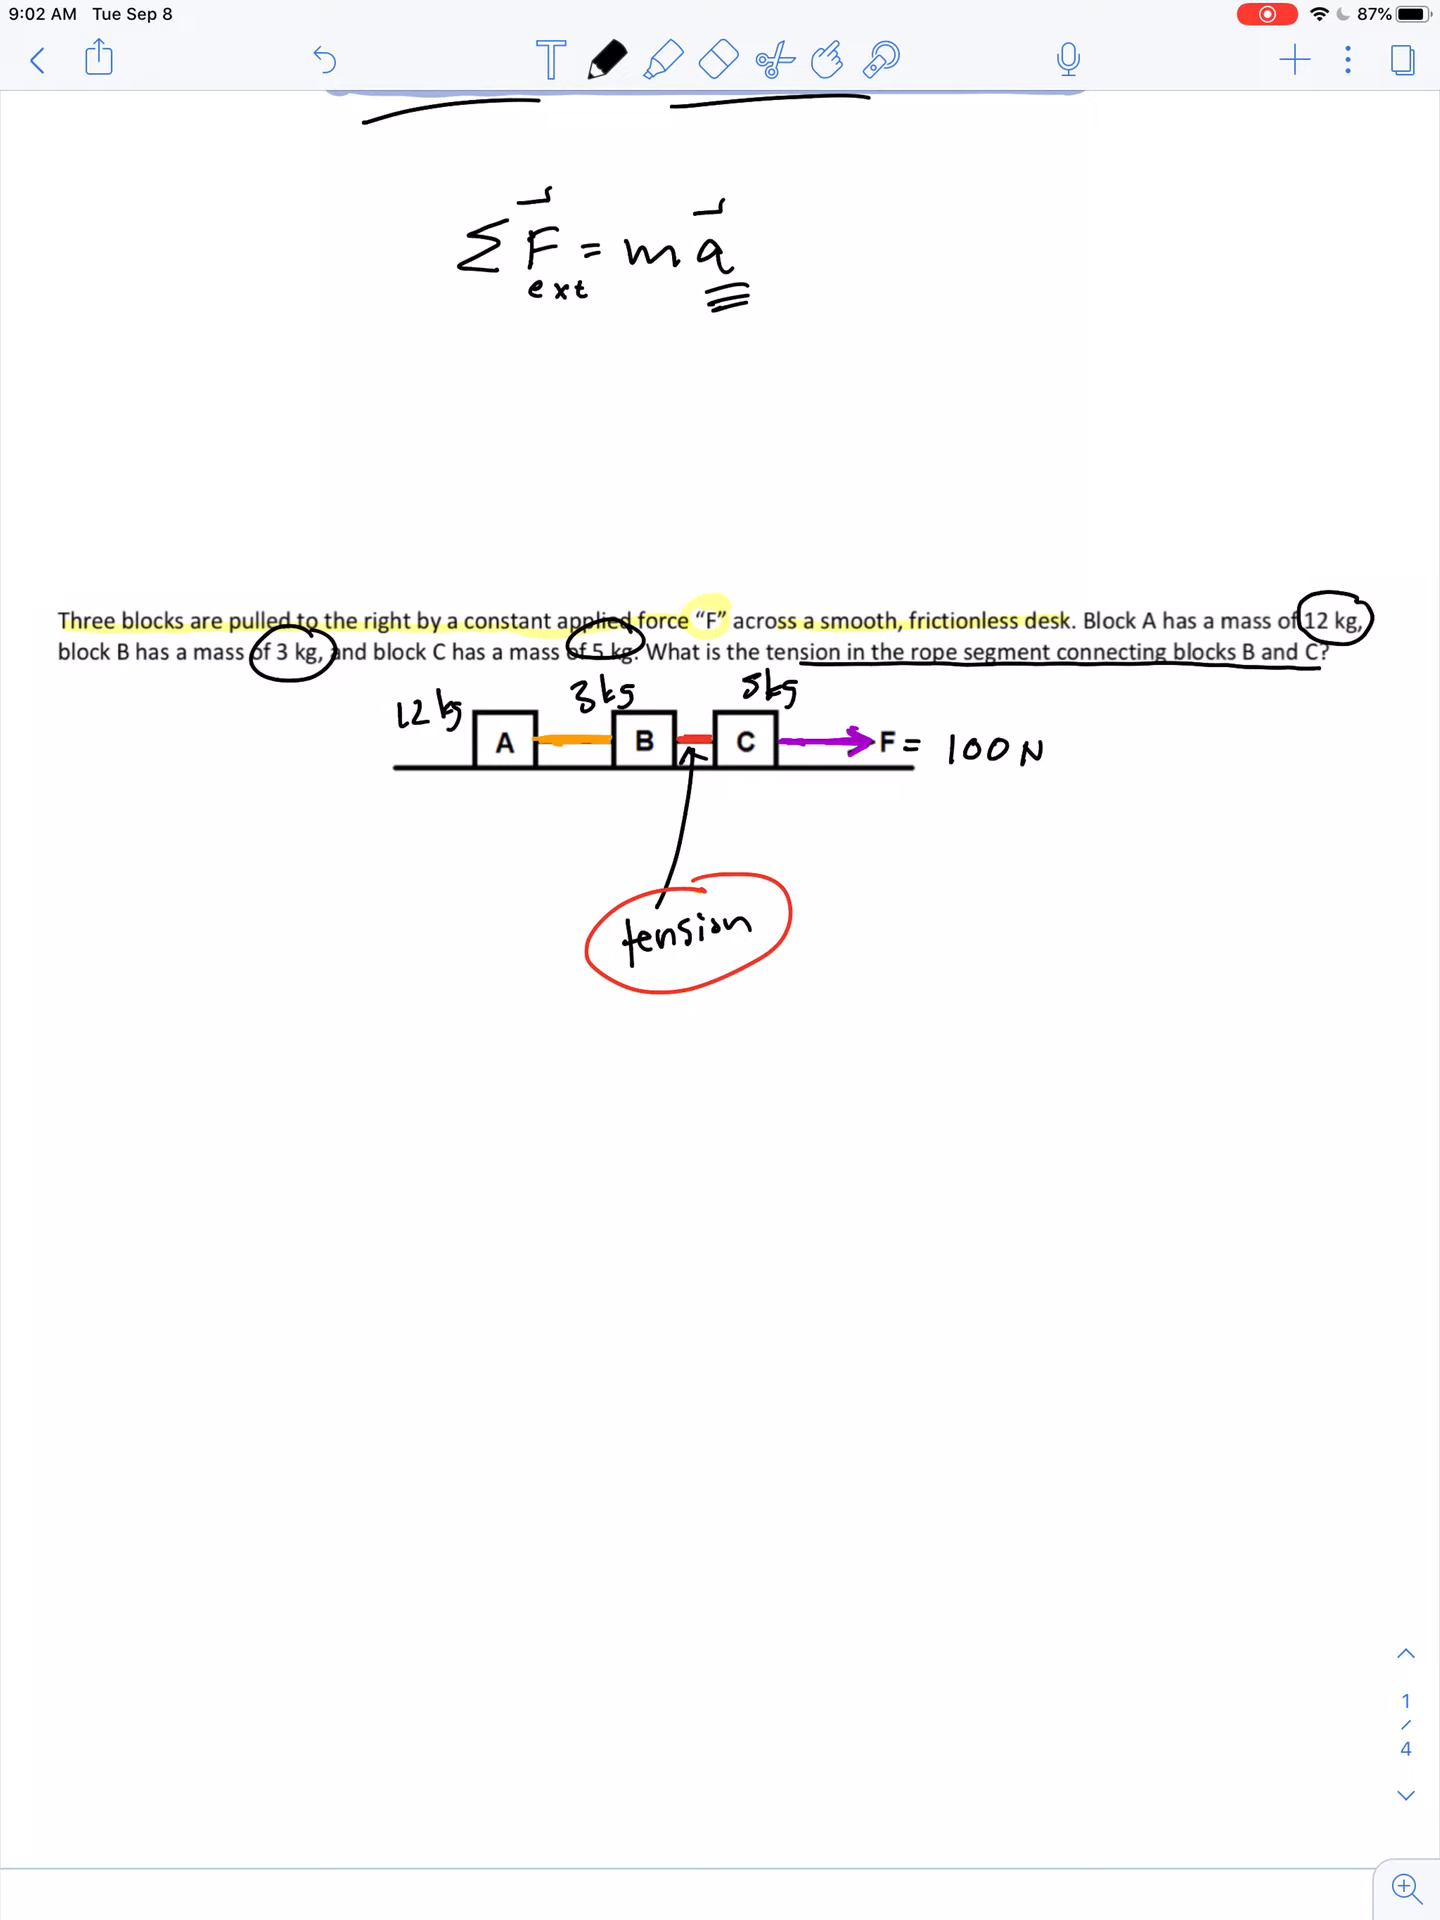 9:02 AM Tue Sep 8
87%
T
Σ F = m a
ext
Three blocks are pulled to the right by a constant applied force “F” across a smooth, frictionless desk. Block A has a mass of 12 kg,
block B has a mass of 3 kg, and block C has a mass of 5 kg. What is the tension in the rope segment connecting blocks B and C?
12 kg 3 kg 5 kg
A B C F = 100 N
tension
1
/
4